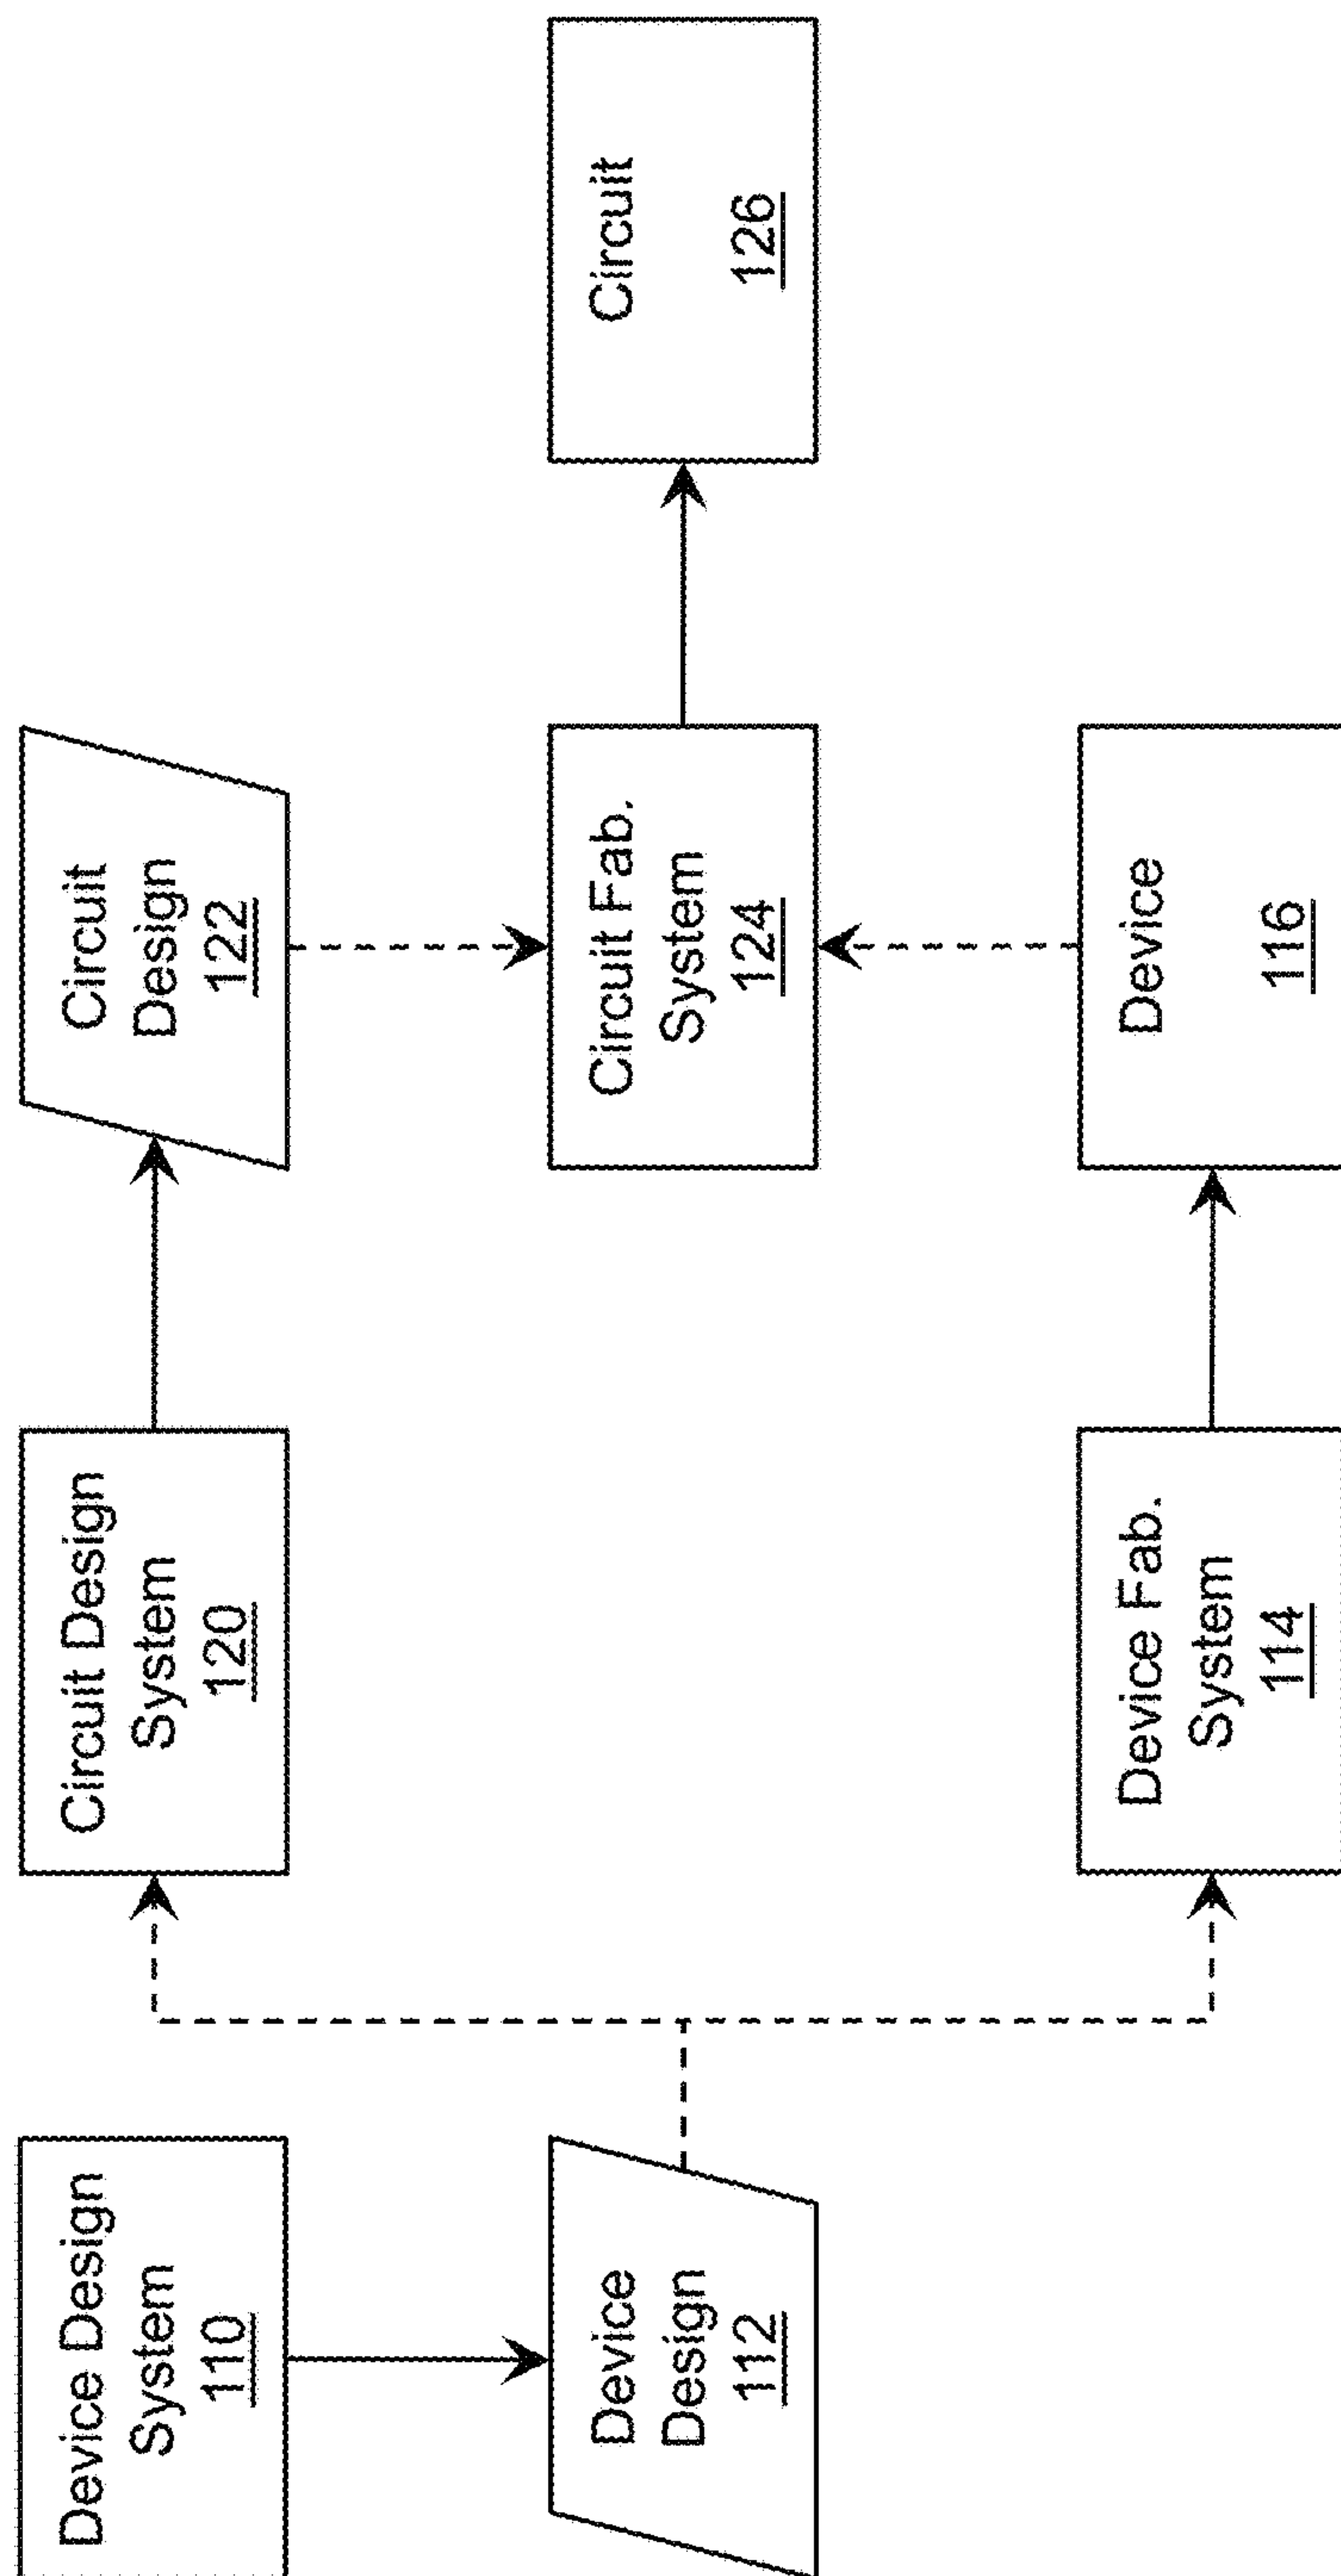 Device Design
System
110
Device
Design
112
Circuit Design
System
120
Device Fab.
System
114
Circuit
Design
122
Circuit Fab.
System
124
Device
116
Circuit
126